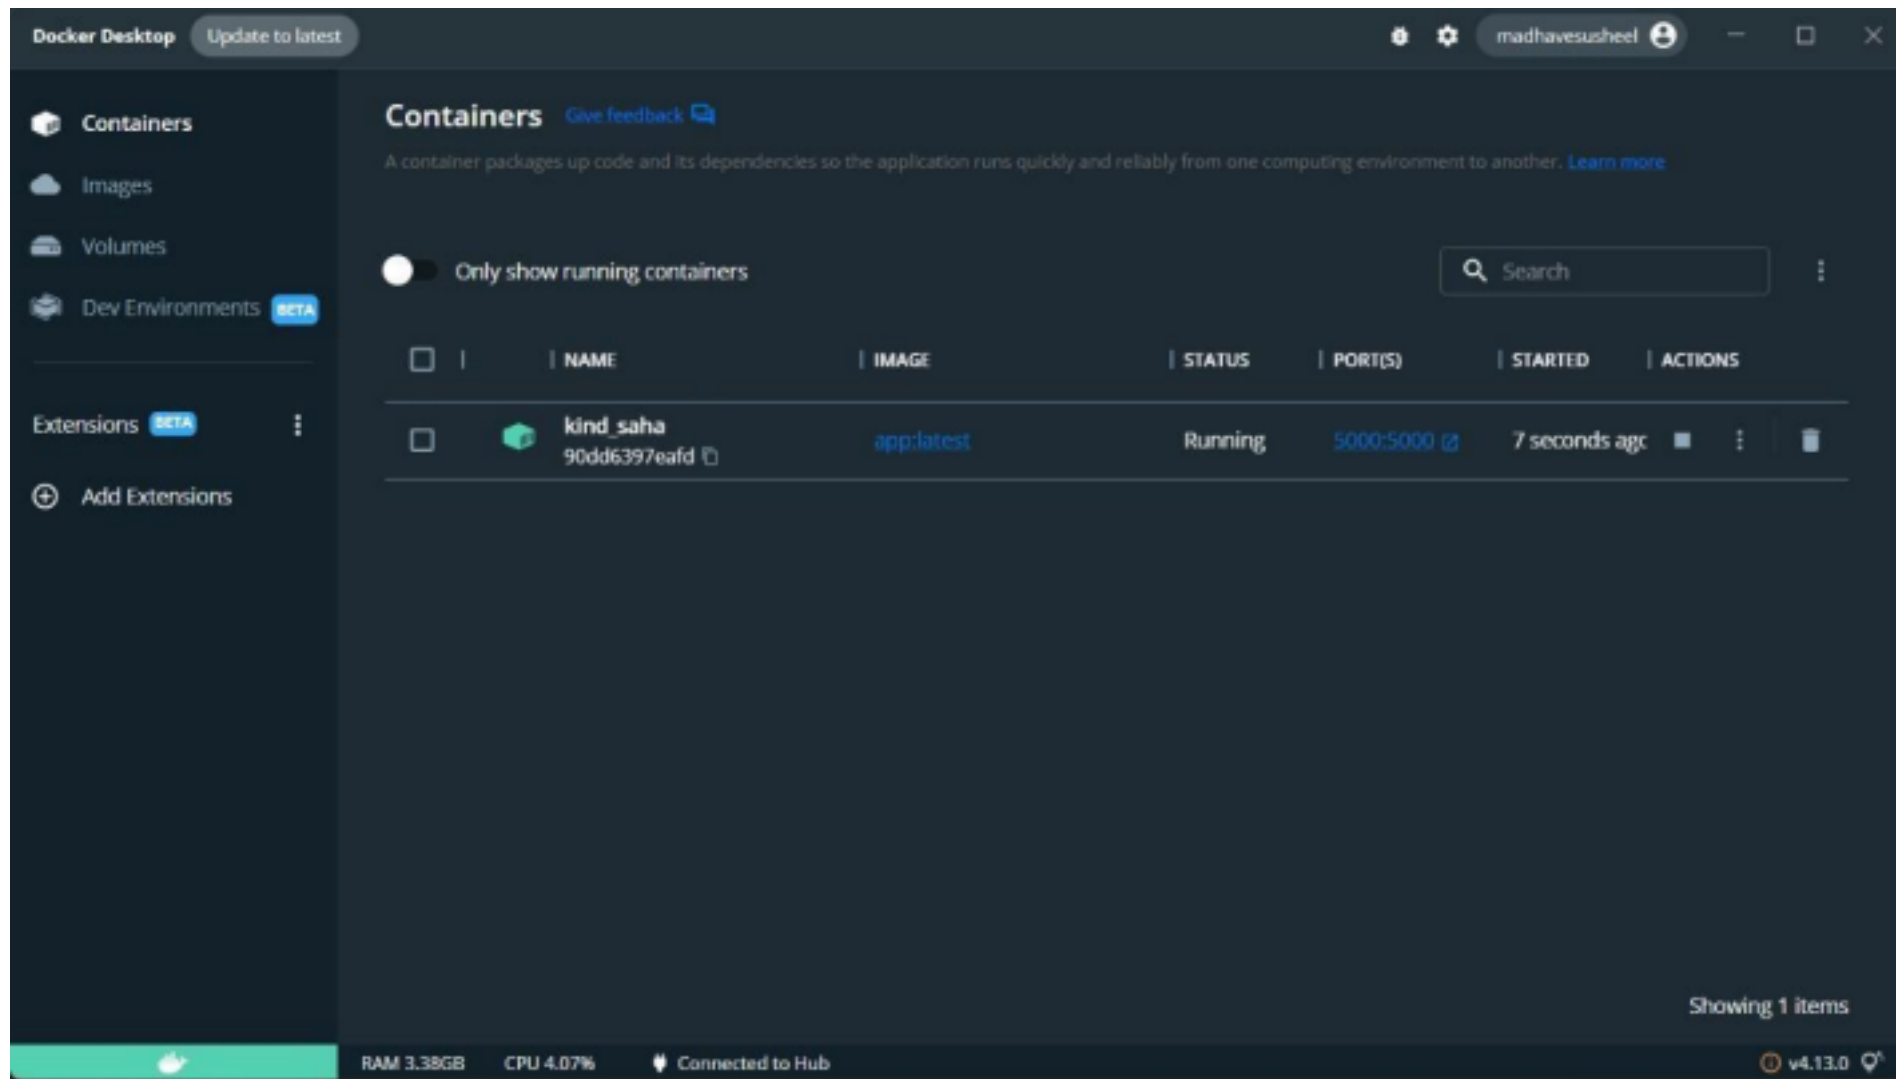 Docker Desktop Update to latest madhavesusheel
Containers
Images
Volumes
Dev Environments BETA
Extensions BETA
Add Extensions
Containers Give feedback
A container packages up code and its dependencies so the application runs quickly and reliably from one computing environment to another. Learn more
Only show running containers Search
NAME IMAGE STATUS PORT(S) STARTED ACTIONS
kind_saha app:latest Running 5000:5000 7 seconds agc
90dd6397eafd
Showing 1 items
RAM 3.38GB CPU 4.07% Connected to Hub v4.13.0